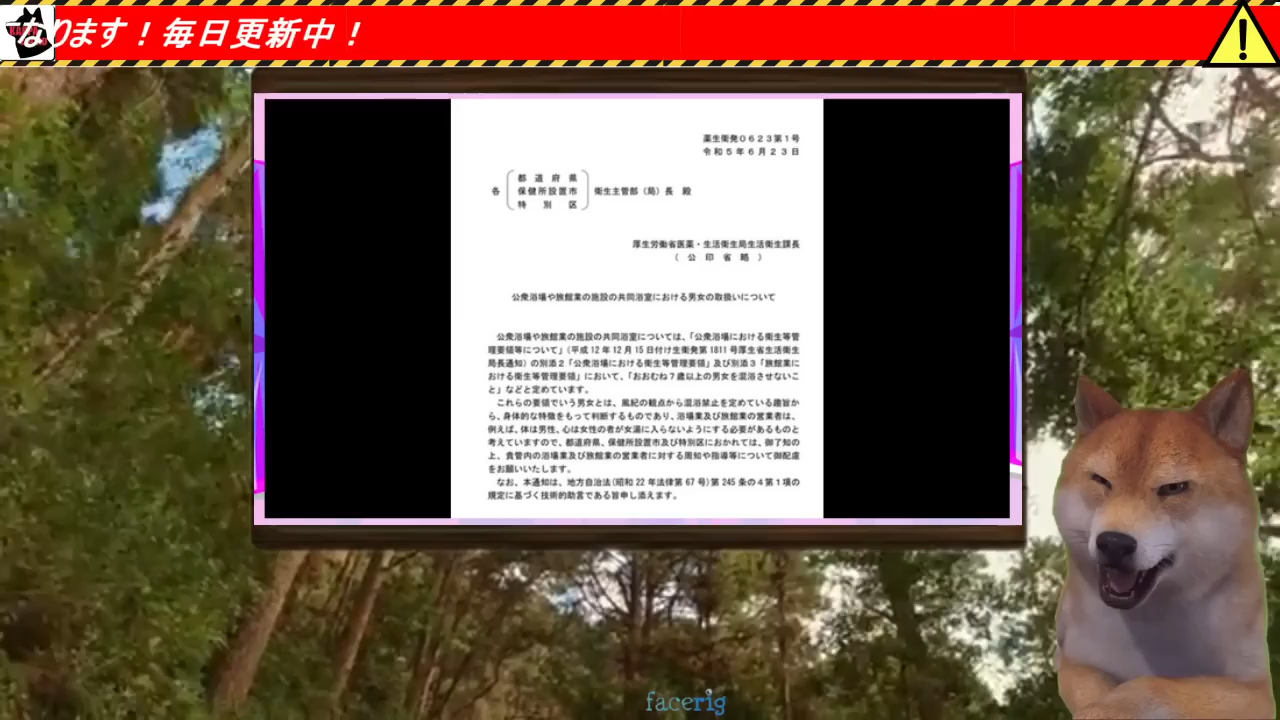 なります！毎日更新中！
薬生衛発０６２３第１号
令和５年６月２３日
都道府県
各 保健所設置市 衛生主管部（局）長 殿
特別区
厚生労働省医薬・生活衛生局生活衛生課長
（公印省略）
公衆浴場や旅館業の施設の共同浴室における男女の取扱いについて
公衆浴場や旅館業の施設の共同浴室については、「公衆浴場における衛生等管
理要領等について」（平成 12 年 12 月 15 日付け生衛発第 1811 号厚生省生活衛生
局長通知）の別添２「公衆浴場における衛生等管理要領」及び別添３「旅館業に
おける衛生等管理要領」において、「おおむね７歳以上の男女を混浴させないこ
と」などと定めています。
これらの要領でいう男女とは、風紀の観点から混浴禁止を定めている趣旨か
ら、身体的な特徴をもって判断するものであり、浴場業及び旅館業の営業者は、
例えば、体は男性、心は女性の者が女湯に入らないようにする必要があるものと
考えていますので、都道府県、保健所設置市及び特別区におかれては、御了知の
上、貴管内の浴場業及び旅館業の営業者に対する周知や指導等について御配慮
をお願いいたします。
なお、本通知は、地方自治法（昭和 22 年法律第 67 号）第 245 条の４第１項の
規定に基づく技術的助言である旨申し添えます。
facerig